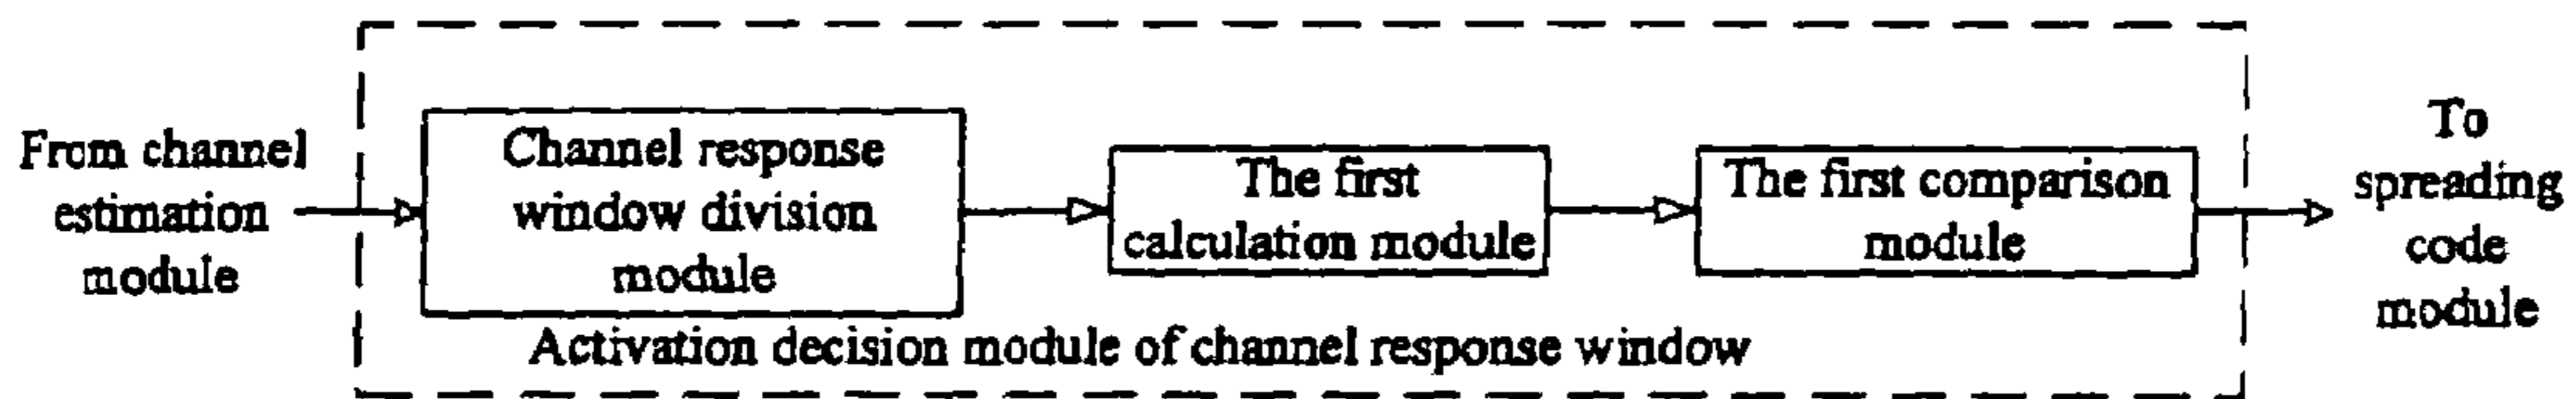 From channel
estimation
module
Channel response
window division
module
The first
calculation module
The first comparison
module
To
spreading
code
module
Activation decision module of channel response window